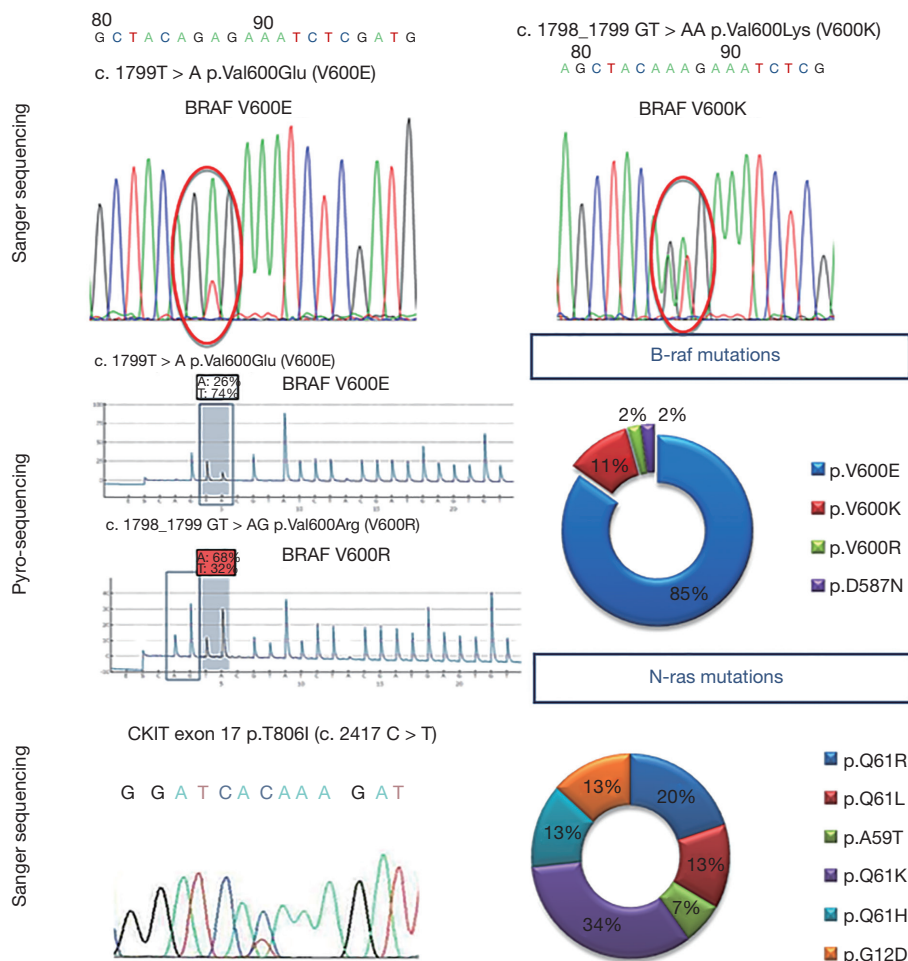 80 90
G C T A C A G A G A A A T C T C G A T G
c. 1799T > A p.Val600Glu (V600E)
BRAF V600E
c. 1798_1799 GT > AA p.Val600Lys (V600K)
80 90
A G C T A C A A A G A A A T C T C G
BRAF V600K
Sanger sequencing
c. 1799T > A p.Val600Glu (V600E)
A: 26%
T: 74%
BRAF V600E
c. 1798_1799 GT > AG p.Val600Arg (V600R)
A: 68%
T: 32%
BRAF V600R
Pyro-sequencing
B-raf mutations
2% 2%
11%
85%
p.V600E
p.V600K
p.V600R
p.D587N
N-ras mutations
CKIT exon 17 p.T806I (c. 2417 C > T)
G G A T C A C A A A G A T
Sanger sequencing
13% 20%
13% 13%
34% 7%
p.Q61R
p.Q61L
p.A59T
p.Q61K
p.Q61H
p.G12D